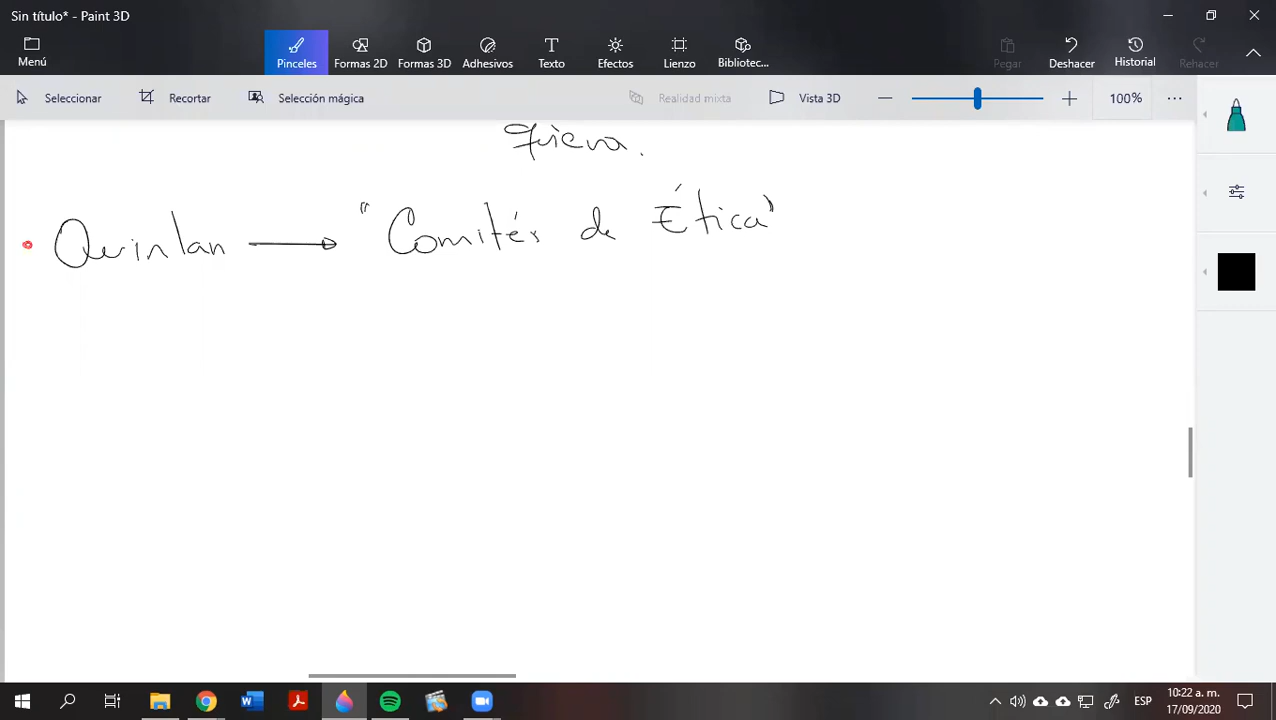 Sin título* - Paint 3D
Menú
Pinceles
Formas 2D
Formas 3D
Adhesivos
Texto
Efectos
Lienzo
Bibliotec...
Pegar
Deshacer
Historial
Rehacer
Seleccionar
Recortar
Selección mágica
Realidad mixta
Vista 3D
100%
quiera.
Quinlan → "Comités de Ética"
ESP
10:22 a. m.
17/09/2020